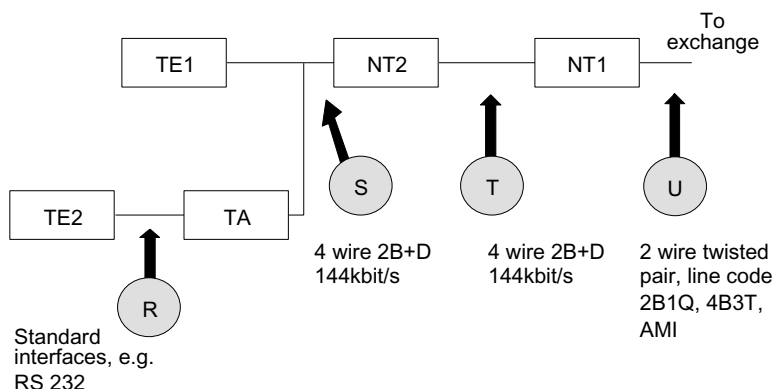 To
exchange
TE1
NT2
NT1
S
T
U
TE2
TA
4 wire 2B+D
144kbit/s
4 wire 2B+D
144kbit/s
2 wire twisted
pair, line code
2B1Q, 4B3T,
AMI
R
Standard
interfaces, e.g.
RS 232